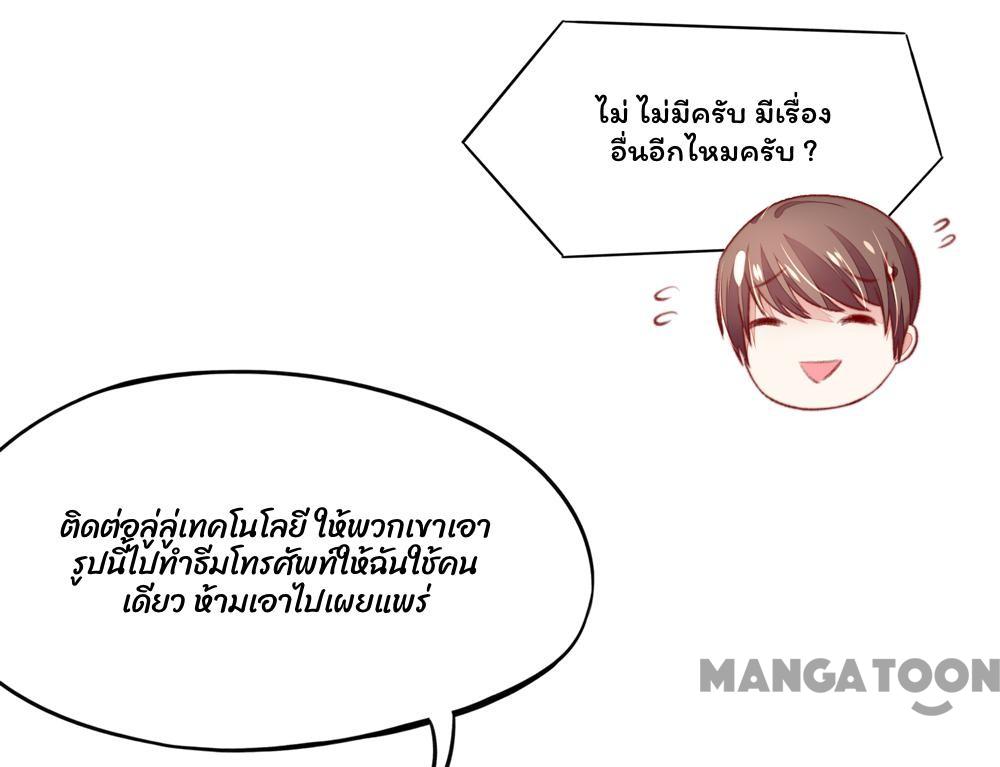 ไม่ ไม่มีครับ มีเรื่อง
อื่นอีกไหมครับ ?
ติดต่อลู่ลู่เทคโนโลยี ให้พวกเขาเอา
รูปนี้ไปทำธีมโทรศัพท์ให้ฉันใช้คน
เดียว ห้ามเอาไปเผยแพร่
MANGATOON